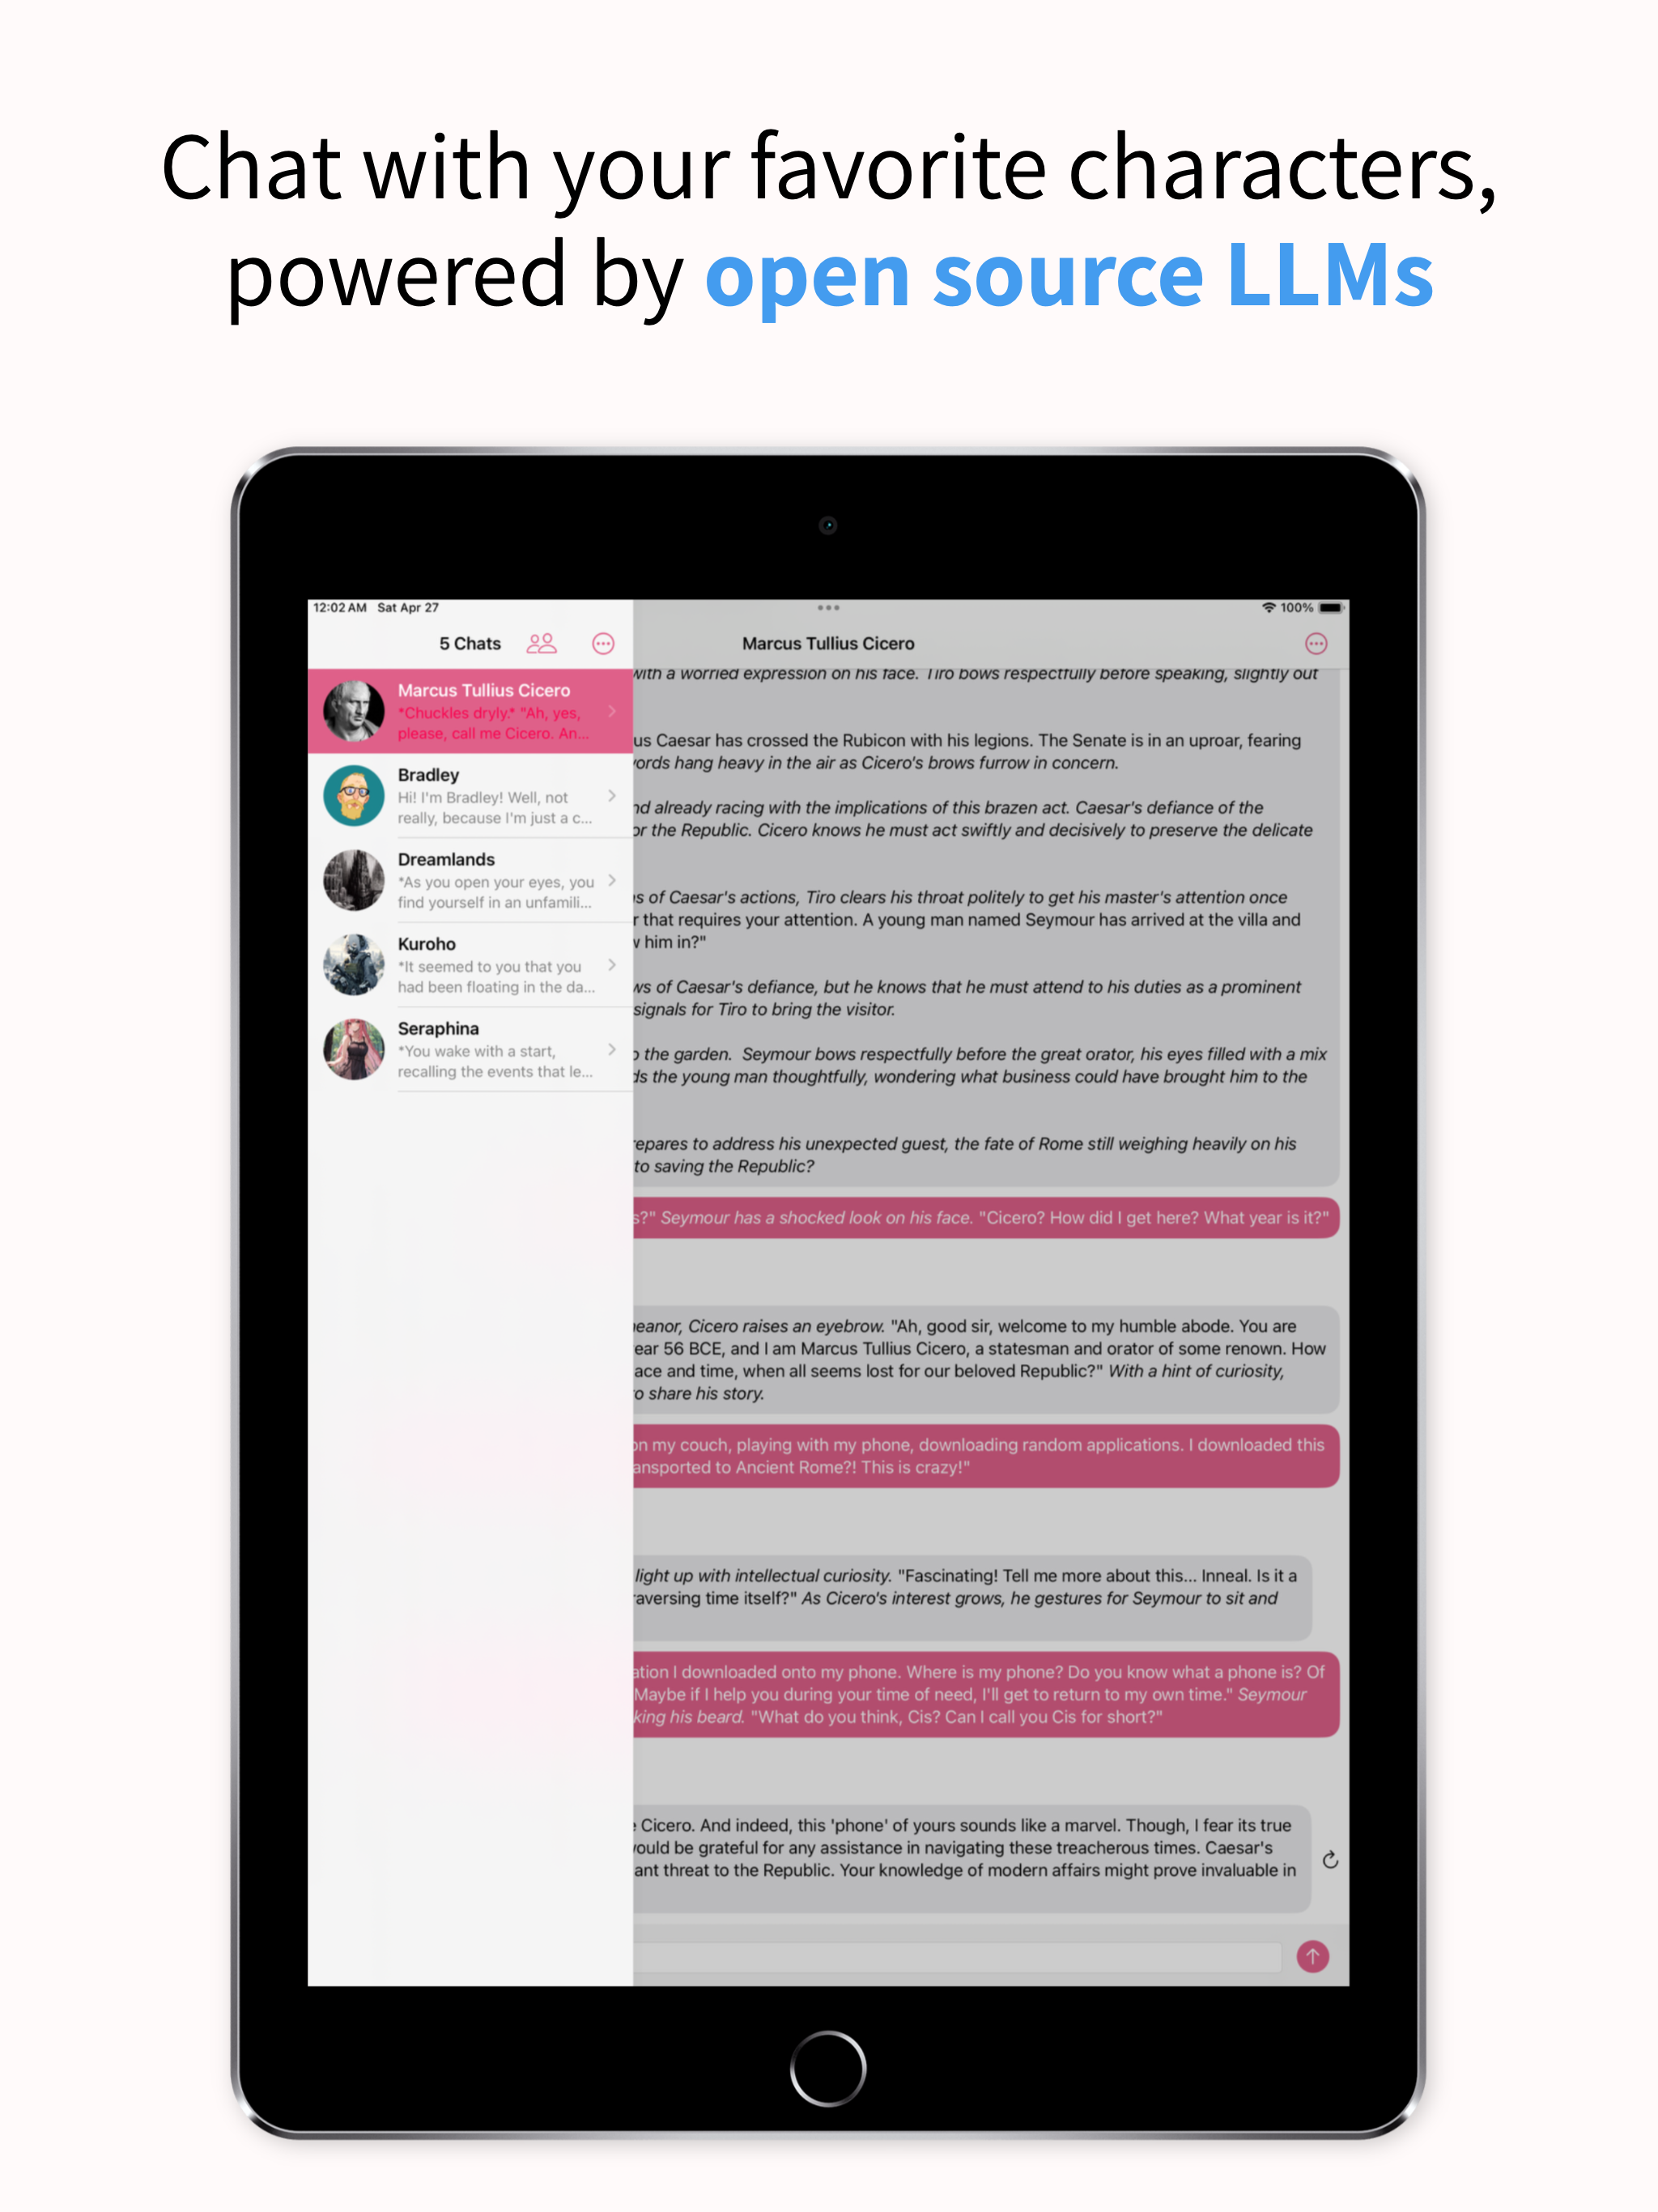 Chat with your favorite characters,
powered by open source LLMs
12:02 AM Sat Apr 27
100%
5 Chats
Marcus Tullius Cicero
*Chuckles dryly.* "Ah, yes,
please, call me Cicero. An...
Bradley
Hi! I'm Bradley! Well, not
really, because I'm just a c...
Dreamlands
*As you open your eyes, you
find yourself in an unfamili...
Kuroho
*It seemed to you that you
had been floating in the da...
Seraphina
*You wake with a start,
recalling the events that le...
Marcus Tullius Cicero
with a worried expression on his face. Tiro bows respectfully before speaking, slightly out
us Caesar has crossed the Rubicon with his legions. The Senate is in an uproar, fearing
ords hang heavy in the air as Cicero's brows furrow in concern.
nd already racing with the implications of this brazen act. Caesar's defiance of the
or the Republic. Cicero knows he must act swiftly and decisively to preserve the delicate
s of Caesar's actions, Tiro clears his throat politely to get his master's attention once
r that requires your attention. A young man named Seymour has arrived at the villa and
w him in?"
ws of Caesar's defiance, but he knows that he must attend to his duties as a prominent
signals for Tiro to bring the visitor.
o the garden. Seymour bows respectfully before the great orator, his eyes filled with a mix
ds the young man thoughtfully, wondering what business could have brought him to the
repares to address his unexpected guest, the fate of Rome still weighing heavily on his
to saving the Republic?
s?" Seymour has a shocked look on his face. "Cicero? How did I get here? What year is it?"
neanor, Cicero raises an eyebrow. "Ah, good sir, welcome to my humble abode. You are
ear 56 BCE, and I am Marcus Tullius Cicero, a statesman and orator of some renown. How
ace and time, when all seems lost for our beloved Republic?" With a hint of curiosity,
o share his story.
on my couch, playing with my phone, downloading random applications. I downloaded this
ansported to Ancient Rome?! This is crazy!"
light up with intellectual curiosity. "Fascinating! Tell me more about this... Inneal. Is it a
raversing time itself?" As Cicero's interest grows, he gestures for Seymour to sit and
ation I downloaded onto my phone. Where is my phone? Do you know what a phone is? Of
Maybe if I help you during your time of need, I'll get to return to my own time." Seymour
king his beard. "What do you think, Cis? Can I call you Cis for short?"
e Cicero. And indeed, this 'phone' of yours sounds like a marvel. Though, I fear its true
ould be grateful for any assistance in navigating these treacherous times. Caesar's
ant threat to the Republic. Your knowledge of modern affairs might prove invaluable in